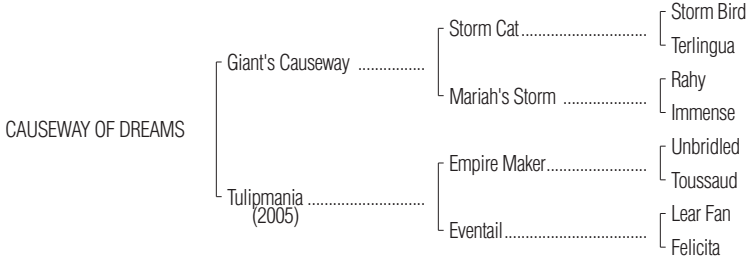 Storm Bird
Storm Cat..............................
Terlingua
Giant's Causeway ................
Rahy
Mariah's Storm ....................
Immense
CAUSEWAY OF DREAMS
Unbridled
Empire Maker........................
Toussaud
Tulipmania ............................
(2005)
Lear Fan
Eventail..................................
Felicita